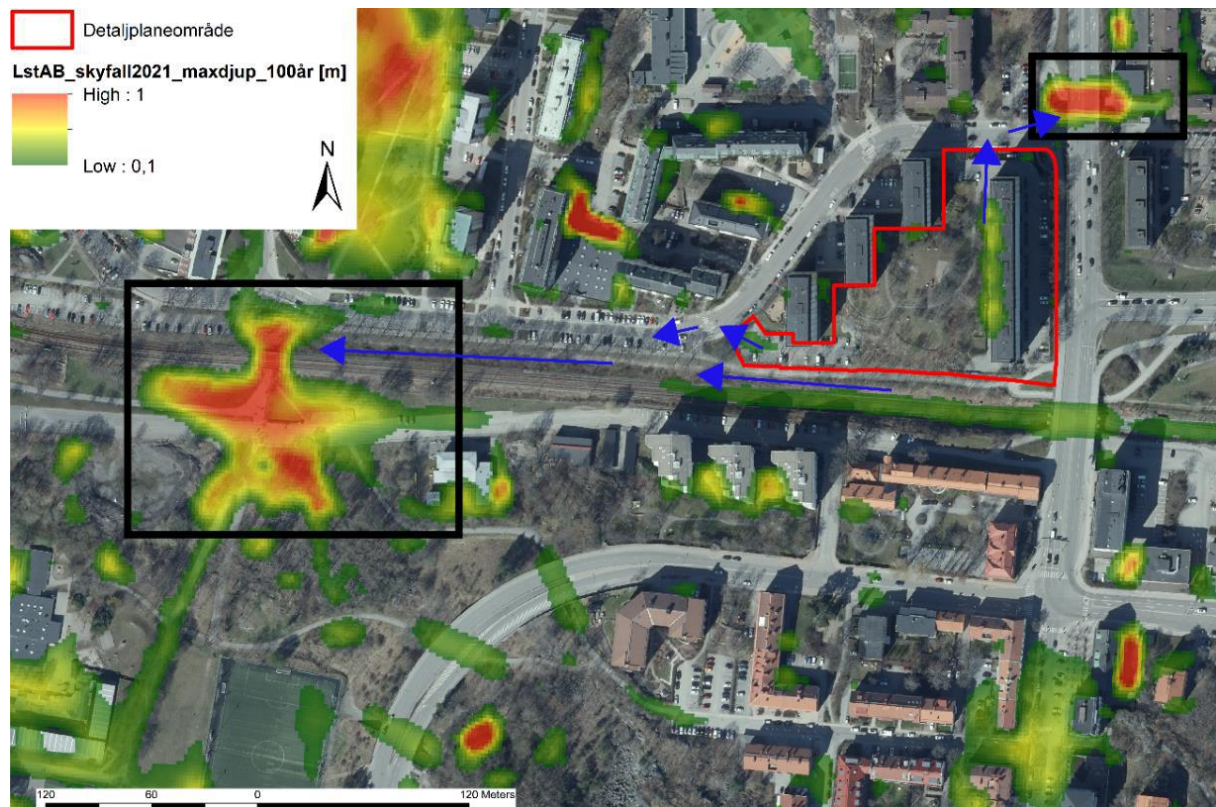 Detaljplaneområde
LstAB_skyfall2021_maxdjup_100år [m]
High : 1
Low : 0,1
N
120 60 0 120 Meters